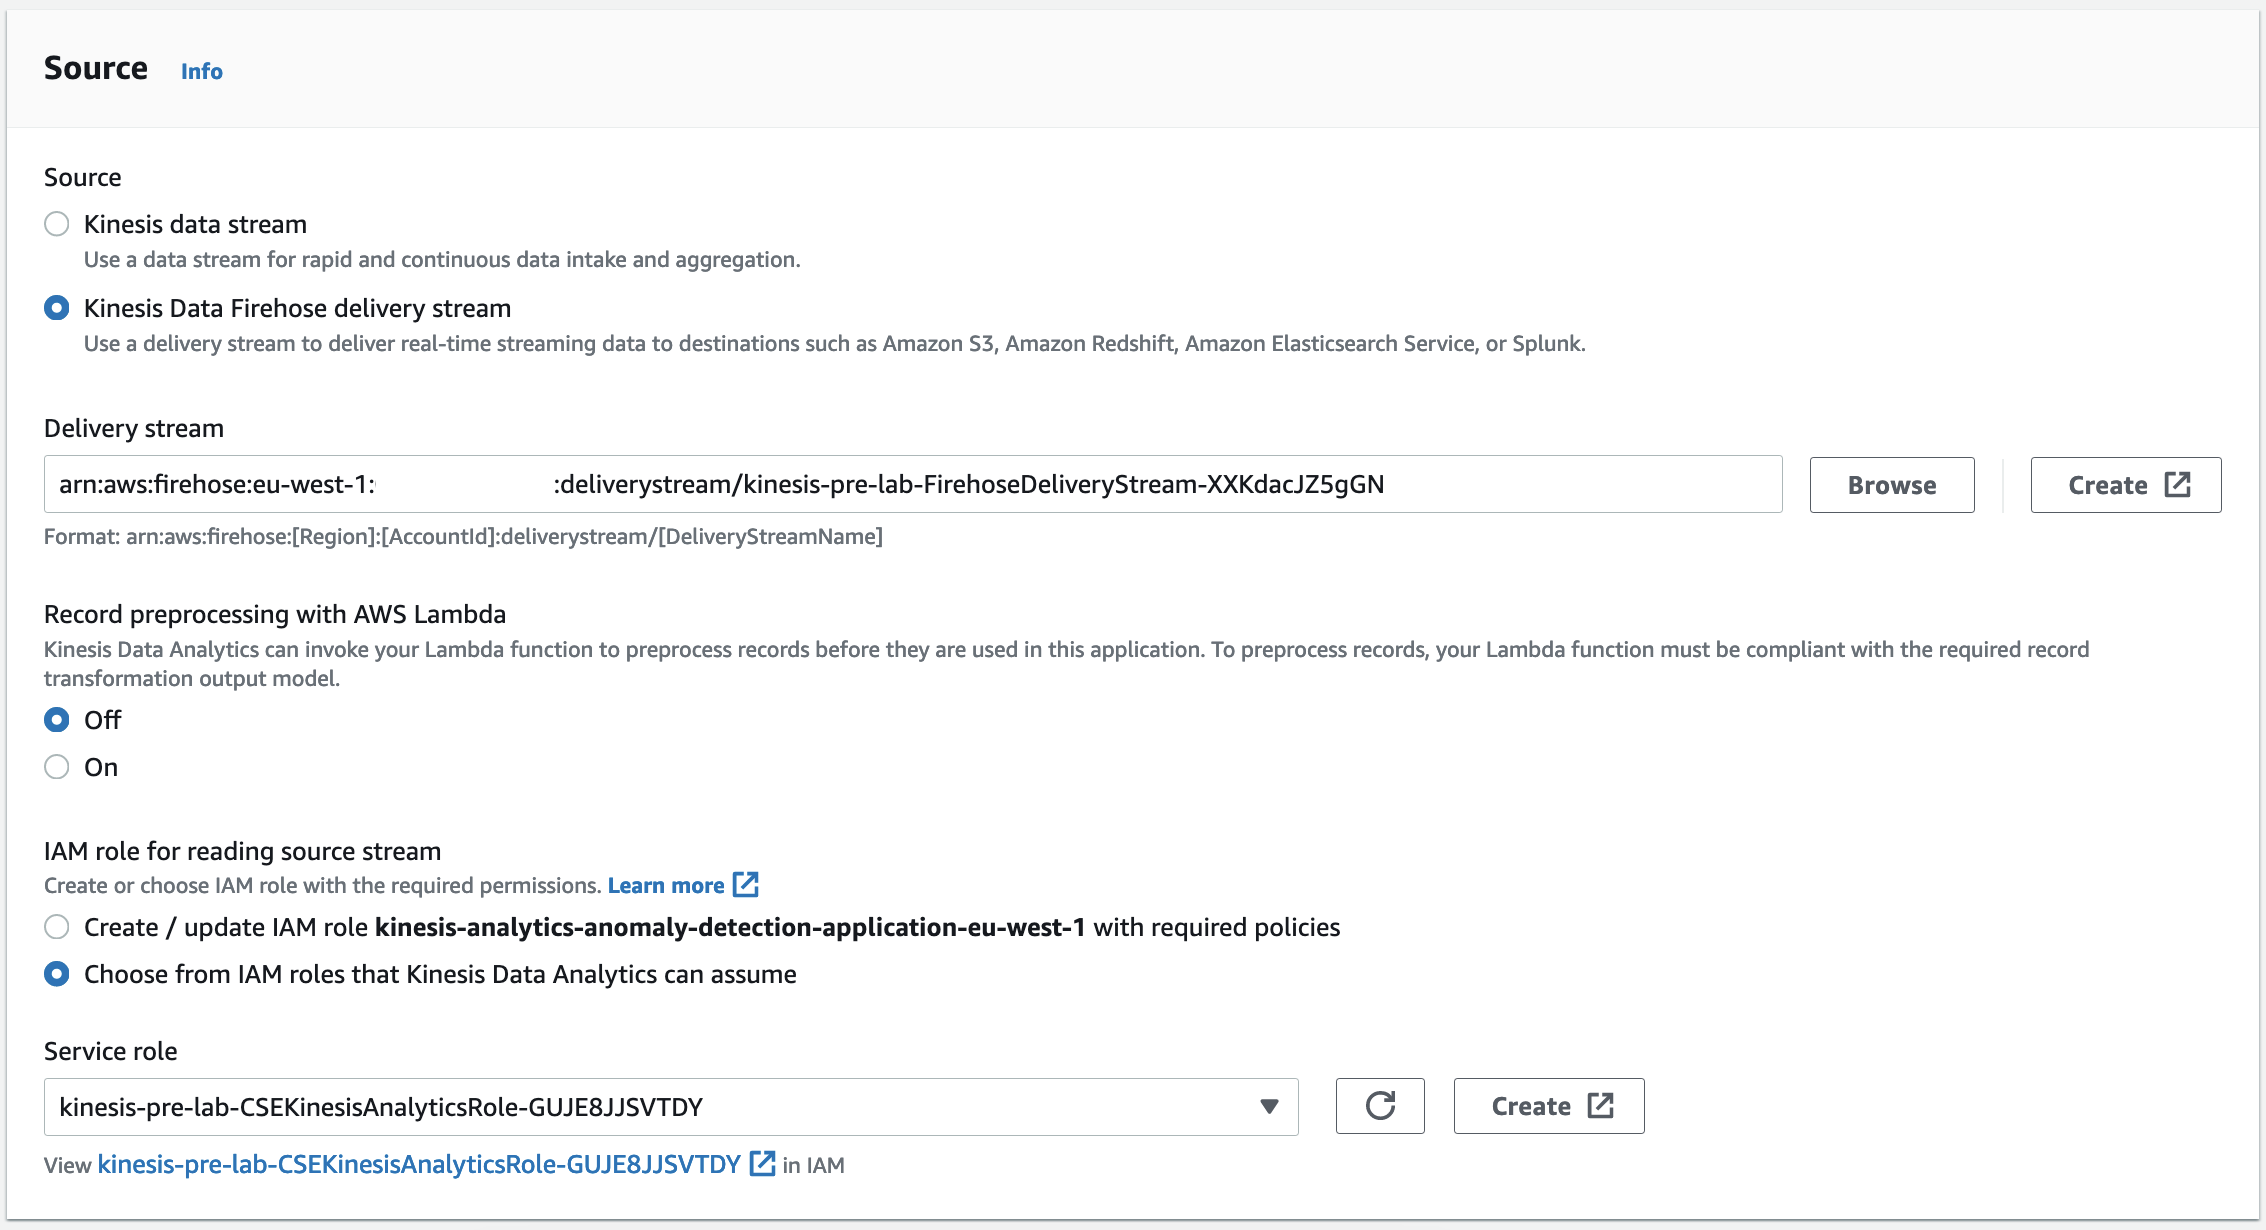 Source Info
Source
Kinesis data stream
Use a data stream for rapid and continuous data intake and aggregation.
Kinesis Data Firehose delivery stream
Use a delivery stream to deliver real-time streaming data to destinations such as Amazon S3, Amazon Redshift, Amazon Elasticsearch Service, or Splunk.
Delivery stream
arn:aws:firehose:eu-west-1: :deliverystream/kinesis-pre-lab-FirehoseDeliveryStream-XXKdacJZ5gGN Browse Create
Format: arn:aws:firehose:[Region]:[AccountId]:deliverystream/[DeliveryStreamName]
Record preprocessing with AWS Lambda
Kinesis Data Analytics can invoke your Lambda function to preprocess records before they are used in this application. To preprocess records, your Lambda function must be compliant with the required record
transformation output model.
Off
On
IAM role for reading source stream
Create or choose IAM role with the required permissions. Learn more
Create / update IAM role kinesis-analytics-anomaly-detection-application-eu-west-1 with required policies
Choose from IAM roles that Kinesis Data Analytics can assume
Service role
kinesis-pre-lab-CSEKinesisAnalyticsRole-GUJE8JJSVTDY Create
View kinesis-pre-lab-CSEKinesisAnalyticsRole-GUJE8JJSVTDY in IAM